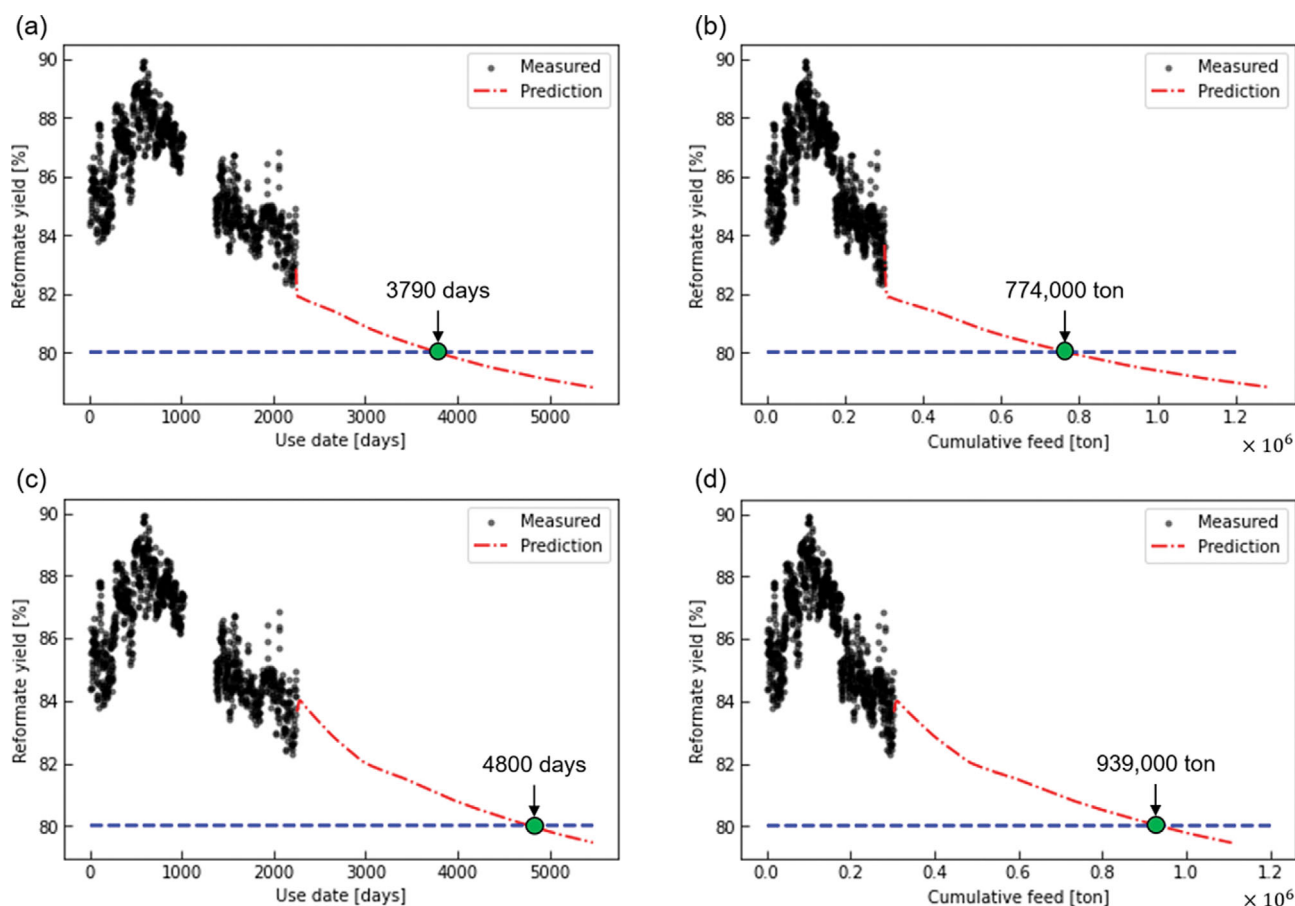 (a)
90
88
86
84
82
80
Reformate yield [%]
Measured
Prediction
3790 days
0 1000 2000 3000 4000 5000
Use date [days]
(b)
90
88
86
84
82
80
Reformate yield [%]
Measured
Prediction
774,000 ton
0.0 0.2 0.4 0.6 0.8 1.0 1.2
Cumulative feed [ton]
× 10⁶
(c)
90
88
86
84
82
80
Reformate yield [%]
Measured
Prediction
4800 days
0 1000 2000 3000 4000 5000
Use date [days]
(d)
90
88
86
84
82
80
Reformate yield [%]
Measured
Prediction
939,000 ton
0.0 0.2 0.4 0.6 0.8 1.0 1.2
Cumulative feed [ton]
× 10⁶